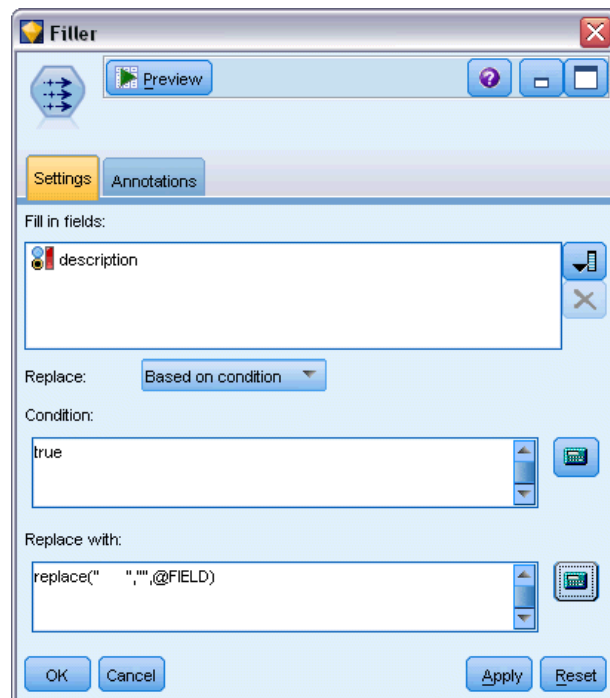 Filler
Preview
Settings Annotations
Fill in fields:
description
Replace: Based on condition
Condition:
true
Replace with:
replace("      ","",@FIELD)
OK Cancel Apply Reset